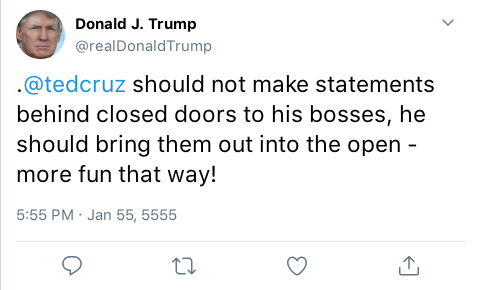 Donald J. Trump
@realDonaldTrump
.@tedcruz should not make statements
behind closed doors to his bosses, he
should bring them out into the open -
more fun that way!
5:55 PM · Jan 55, 5555